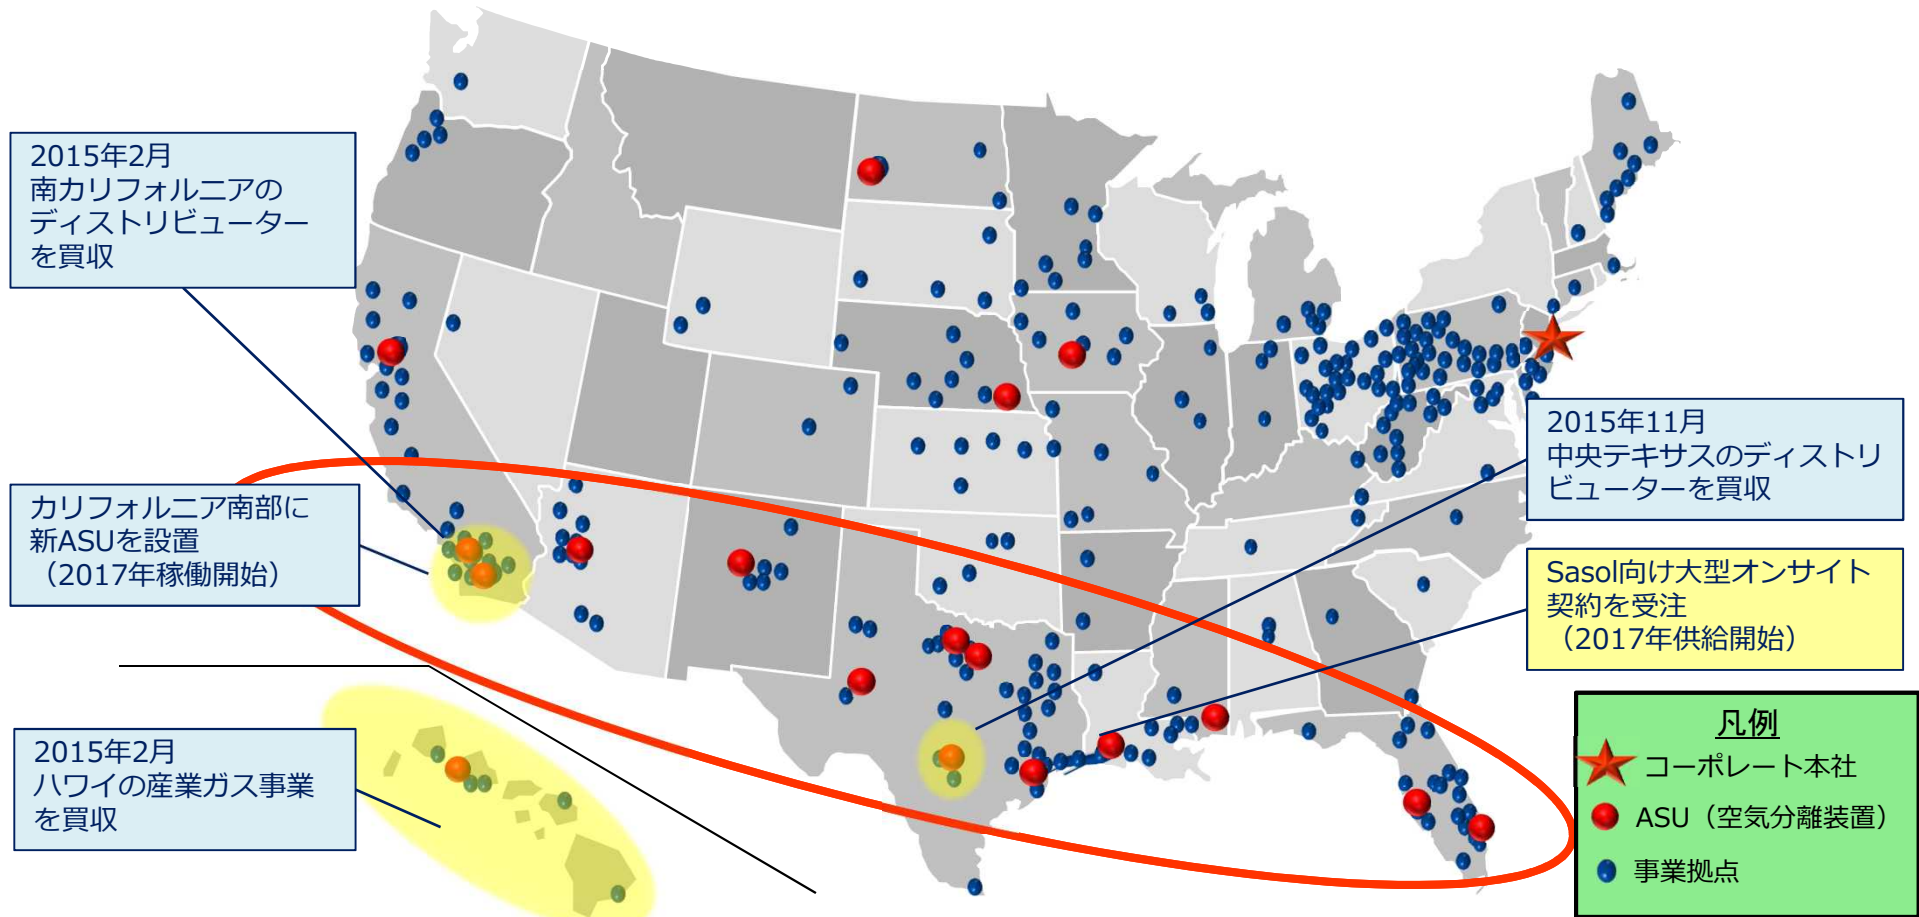 2015年2月
南カリフォルニアの
ディストリビューター
を買収
カリフォルニア南部に
新ASUを設置
（2017年稼働開始）
2015年2月
ハワイの産業ガス事業
を買収
2015年11月
中央テキサスのディストリ
ビューターを買収
Sasol向け大型オンサイト
契約を受注
（2017年供給開始）
凡例
コーポレート本社
ASU（空気分離装置）
事業拠点